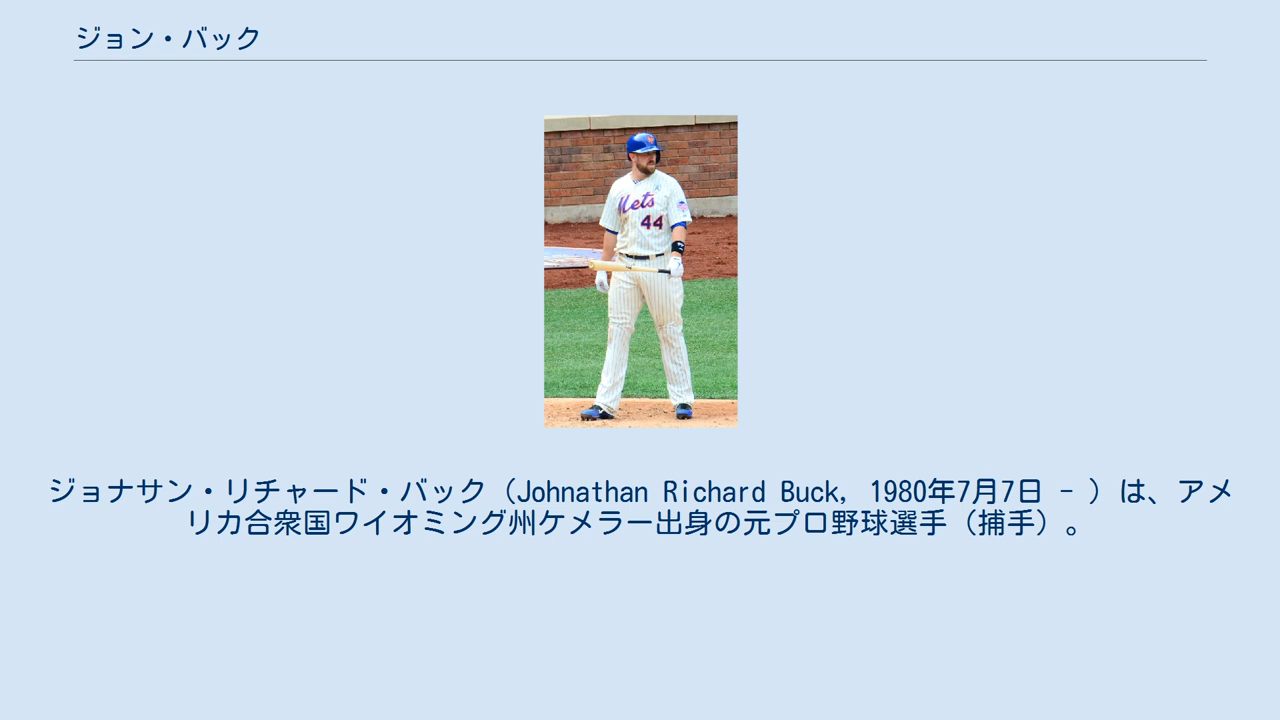 ジョン・バック
Mets
44
ジョナサン・リチャード・バック（Johnathan Richard Buck, 1980年7月7日 - ）は、アメ
リカ合衆国ワイオミング州ケメラー出身の元プロ野球選手（捕手）。